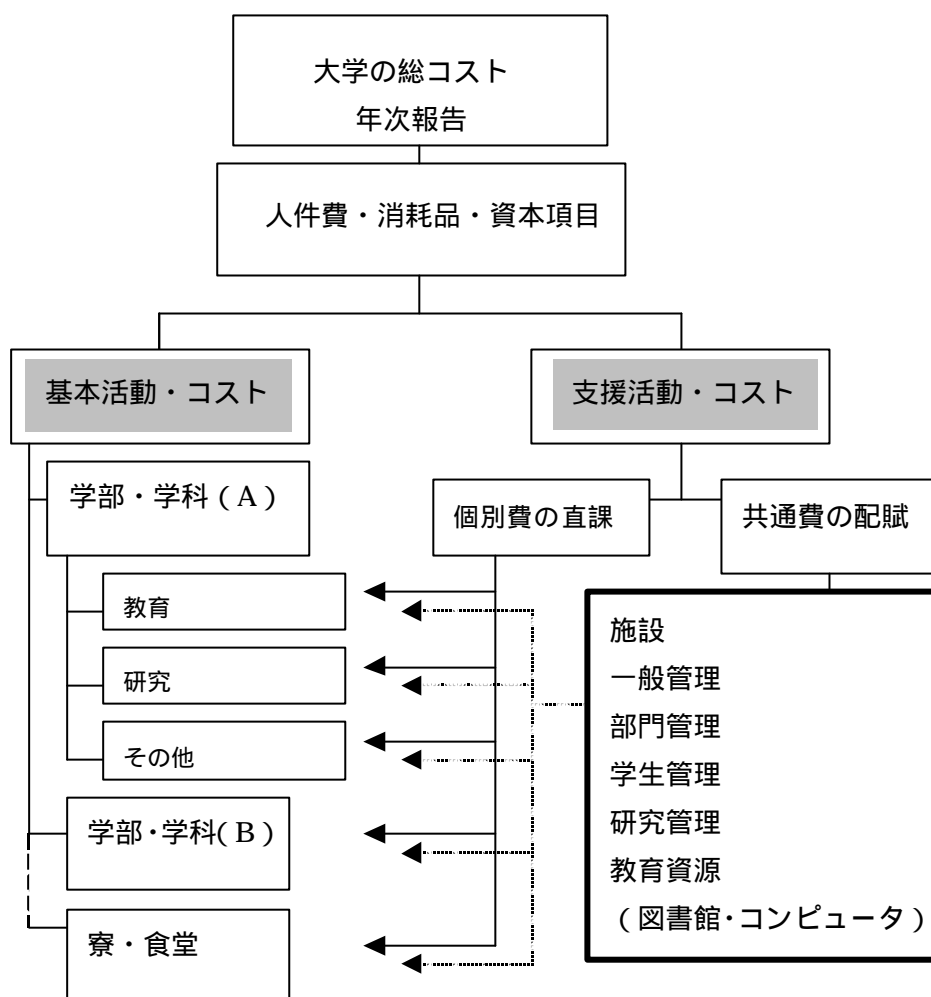 大学の総コスト
年次報告
人件費・消耗品・資本項目
基本活動・コスト
支援活動・コスト
学部・学科(A)
個別費の直課
共通費の配賦
教育
研究
その他
学部・学科(B)
寮・食堂
施設
一般管理
部門管理
学生管理
研究管理
教育資源
(図書館・コンピュータ)